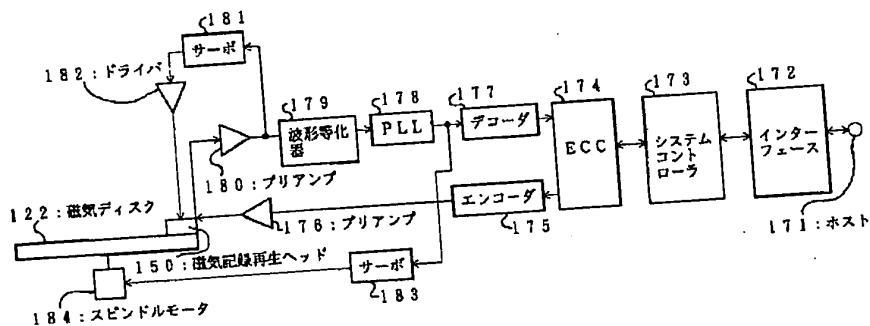 181
サーボ
182：ドライバ
179
波形等化
器
178
PLL
177
デコーダ
174
ECC
173
システム
コント
ローラ
172
インター
フェース
180：プリアンプ
171：ホスト
エンコーダ
175
176：プリアンプ
122：磁気ディスク
150：磁気記録再生ヘッド
サーボ
183
184：スピンドルモータ